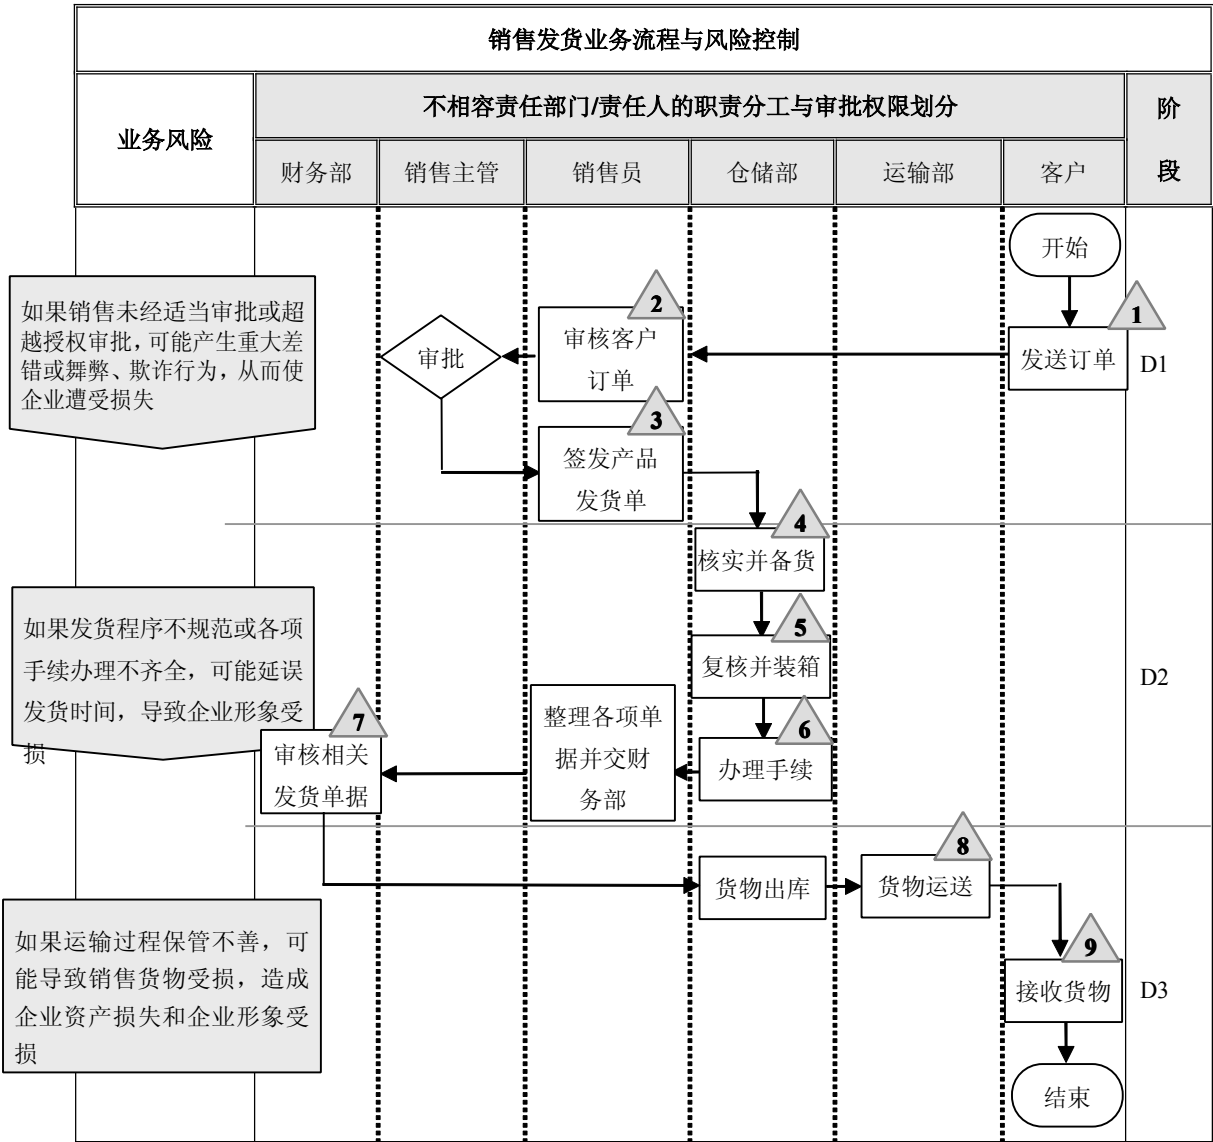 销售发货业务流程与风险控制
业务风险
不相容责任部门/责任人的职责分工与审批权限划分
阶
段
财务部
销售主管
销售员
仓储部
运输部
客户
开始
如果销售未经适当审批或超
越授权审批，可能产生重大差
错或舞弊、欺诈行为，从而使
企业遭受损失
审批
2
审核客户
订单
1
发送订单
D1
3
签发产品
发货单
4
核实并备货
如果发货程序不规范或各项
手续办理不齐全，可能延误
发货时间，导致企业形象受
损
5
复核并装箱
D2
7
审核相关
发货单据
整理各项单
据并交财
务部
6
办理手续
货物出库
8
货物运送
如果运输过程保管不善，可
能导致销售货物受损，造成
企业资产损失和企业形象受
损
9
接收货物
D3
结束